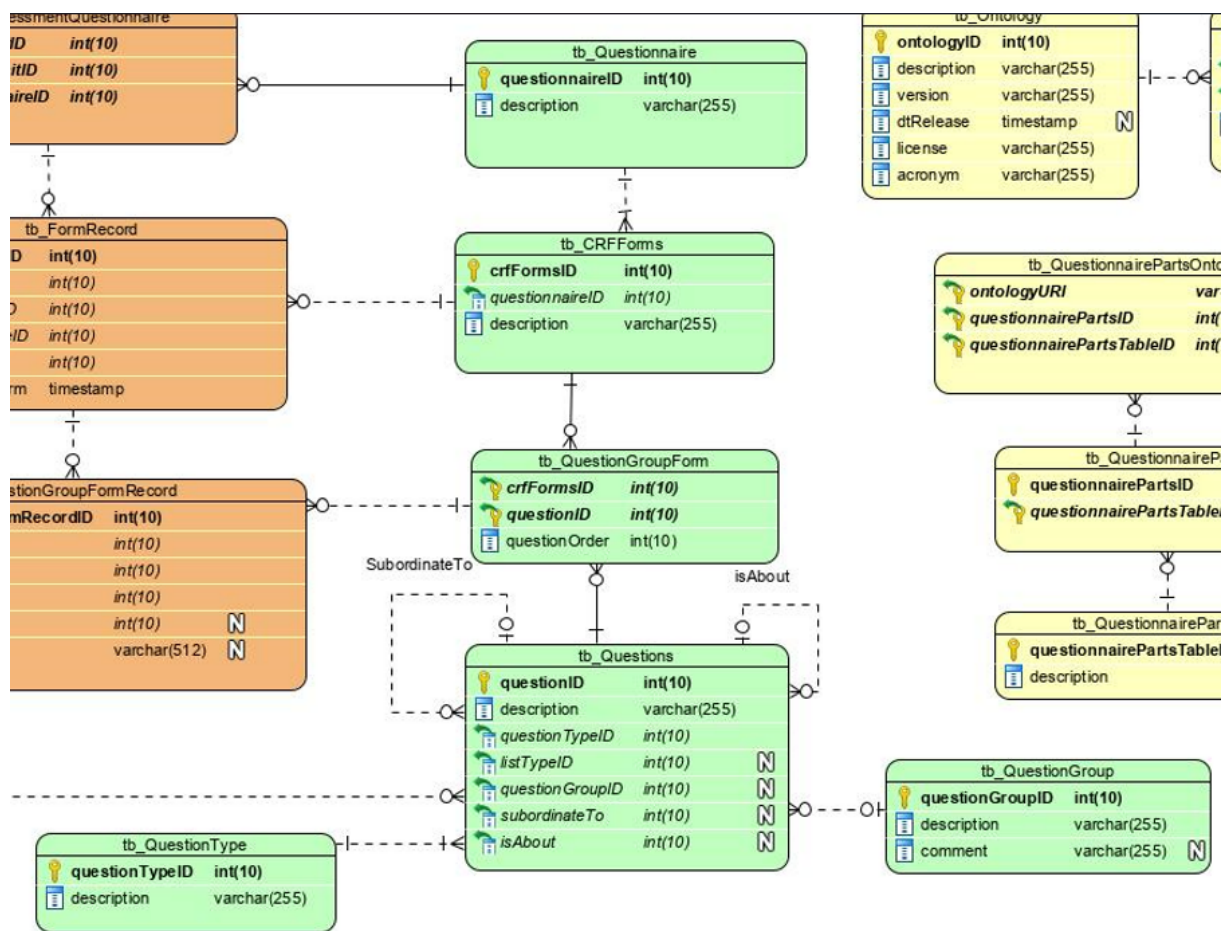 essmentQuestionnaire
ID int(10)
itID int(10)
aireID int(10)
tb_Questionnaire
questionnaireID int(10)
description varchar(255)
tb_Ontology
ontologyID int(10)
description varchar(255)
version varchar(255)
dtRelease timestamp N
license varchar(255)
acronym varchar(255)
tb_FormRecord
D int(10)
int(10)
D int(10)
eID int(10)
int(10)
rm timestamp
tb_CRFForms
crfFormsID int(10)
questionnaireID int(10)
description varchar(255)
tb_QuestionnairePartsOnto
ontologyURI var
questionnairePartsID int(
questionnairePartsTableID int(
stionGroupFormRecord
mRecordID int(10)
int(10)
int(10)
int(10)
int(10) N
varchar(512) N
tb_QuestionGroupForm
crfFormsID int(10)
questionID int(10)
questionOrder int(10)
tb_QuestionnairePa
questionnairePartsID
questionnairePartsTableI
SubordinateTo
isAbout
tb_Questions
questionID int(10)
description varchar(255)
questionTypeID int(10)
listTypeID int(10) N
questionGroupID int(10) N
subordinateTo int(10) N
isAbout int(10) N
tb_QuestionnairePar
questionnairePartsTableI
description
tb_QuestionGroup
questionGroupID int(10)
description varchar(255)
comment varchar(255) N
tb_QuestionType
questionTypeID int(10)
description varchar(255)